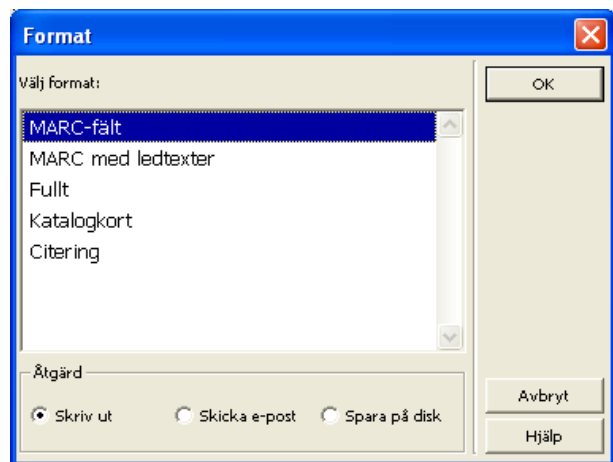 Format
Välj format:
MARC-fält
MARC med ledtexter
Fullt
Katalogkort
Citering
Åtgärd
Skriv ut Skicka e-post Spara på disk
OK
Avbryt
Hjälp